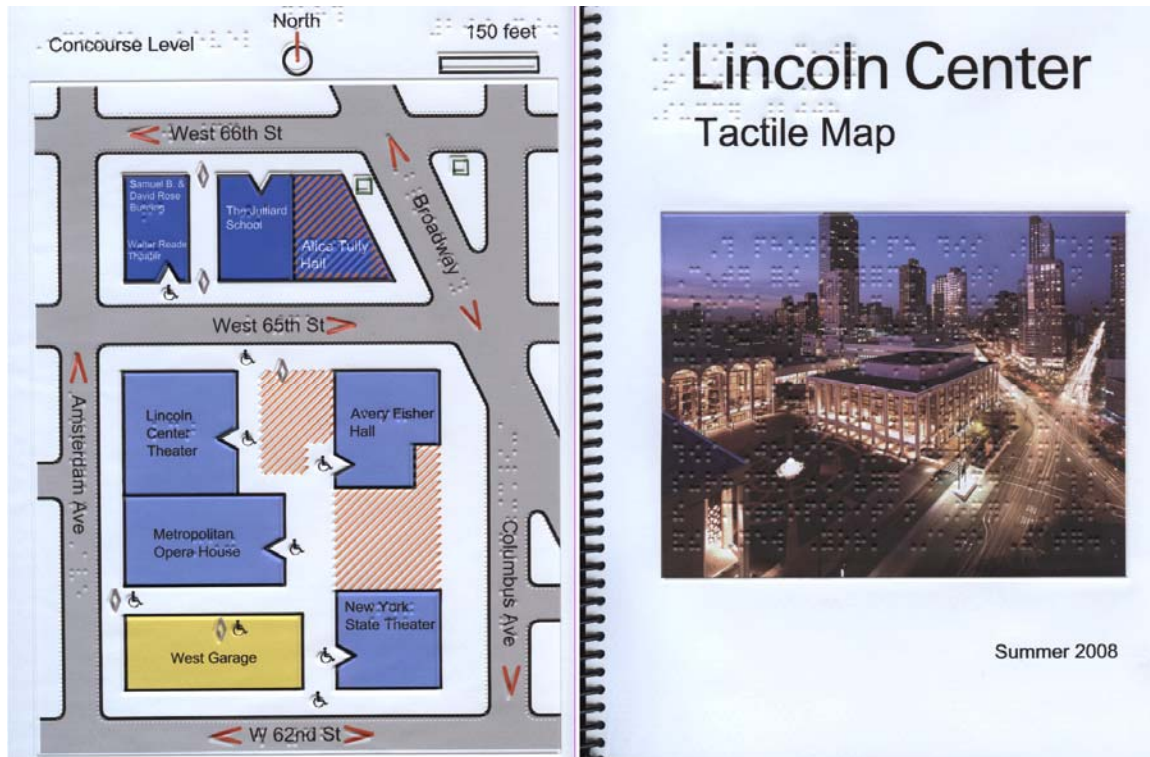 Concourse Level
North
150 feet
West 66th St
Samuel B. &
David Rose
Building
Walter Reade
Theater
The Juilliard
School
Alice Tully
Hall
Broadway
West 65th St
Amsterdam Ave
Lincoln
Center
Theater
Avery Fisher
Hall
Metropolitan
Opera House
Columbus Ave
New York
State Theater
West Garage
W 62nd St
Lincoln Center
Tactile Map
Summer 2008